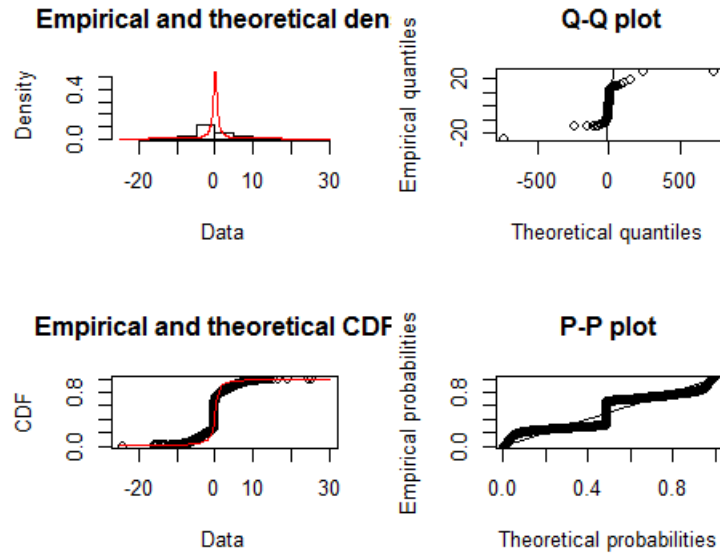 Empirical and theoretical den
Density
0.0 0.4
-20 0 10 30
Data
Q-Q plot
Empirical quantiles
-20 20
-500 0 500
Theoretical quantiles
Empirical and theoretical CDF
CDF
0.0 0.8
-20 0 10 30
Data
P-P plot
Empirical probabilities
0.0 0.8
0.0 0.4 0.8
Theoretical probabilities